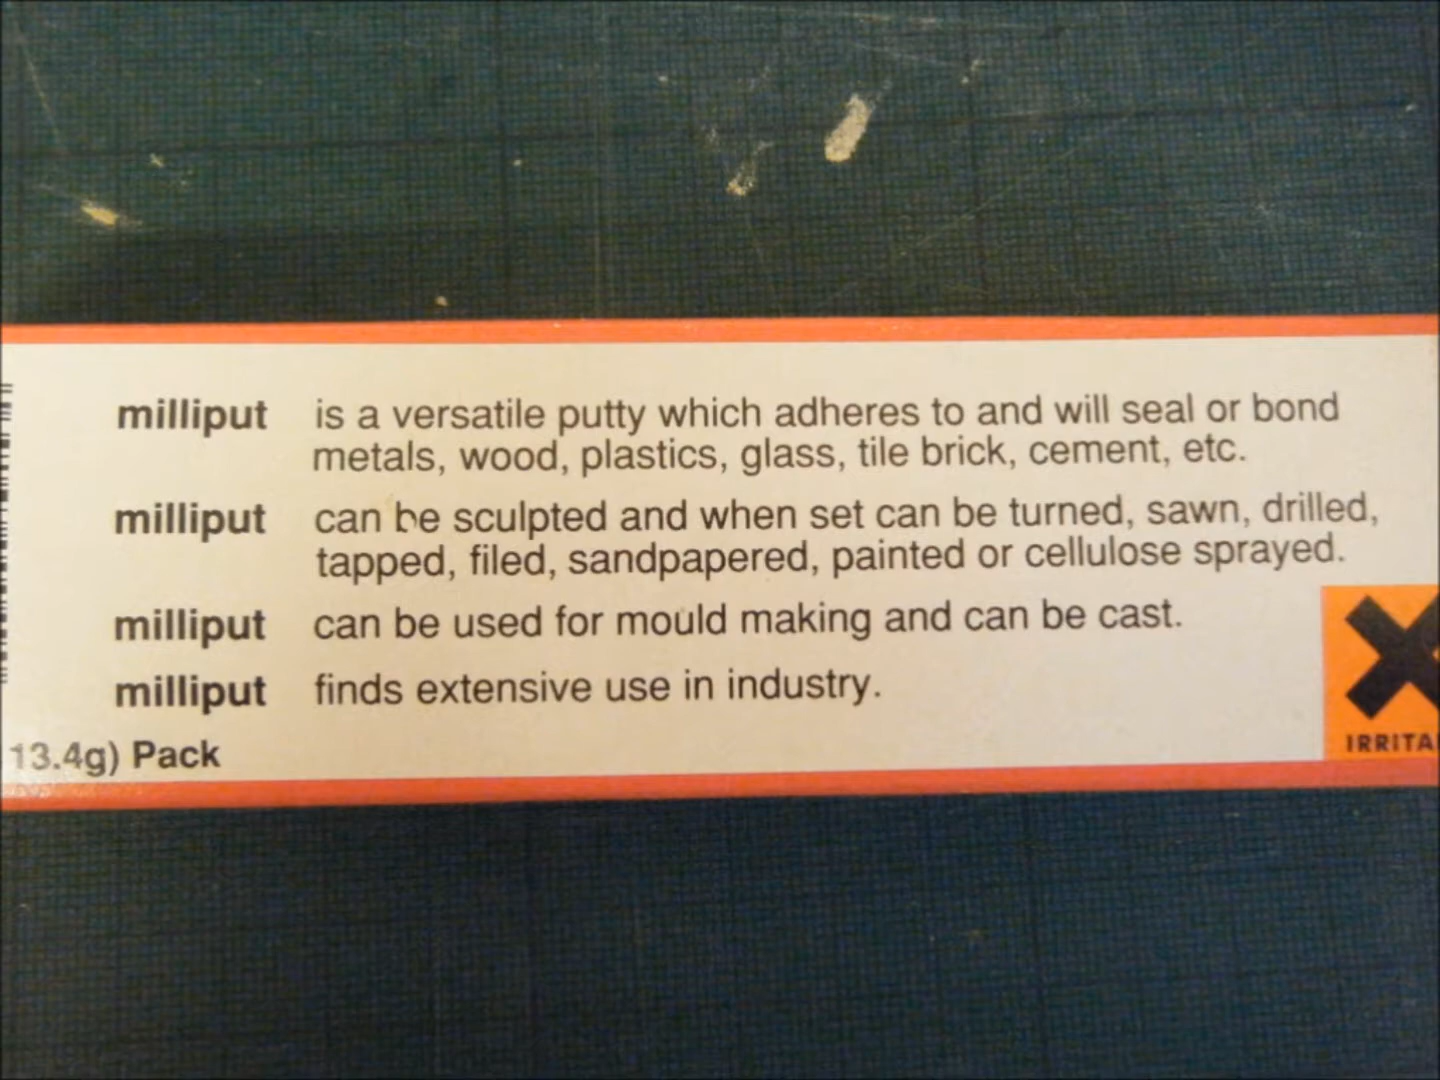 milliput is a versatile putty which adheres to and will seal or bond
metals, wood, plastics, glass, tile brick, cement, etc.
milliput can be sculpted and when set can be turned, sawn, drilled,
tapped, filed, sandpapered, painted or cellulose sprayed.
milliput can be used for mould making and can be cast.
milliput finds extensive use in industry.
13.4g) Pack
IRRITA